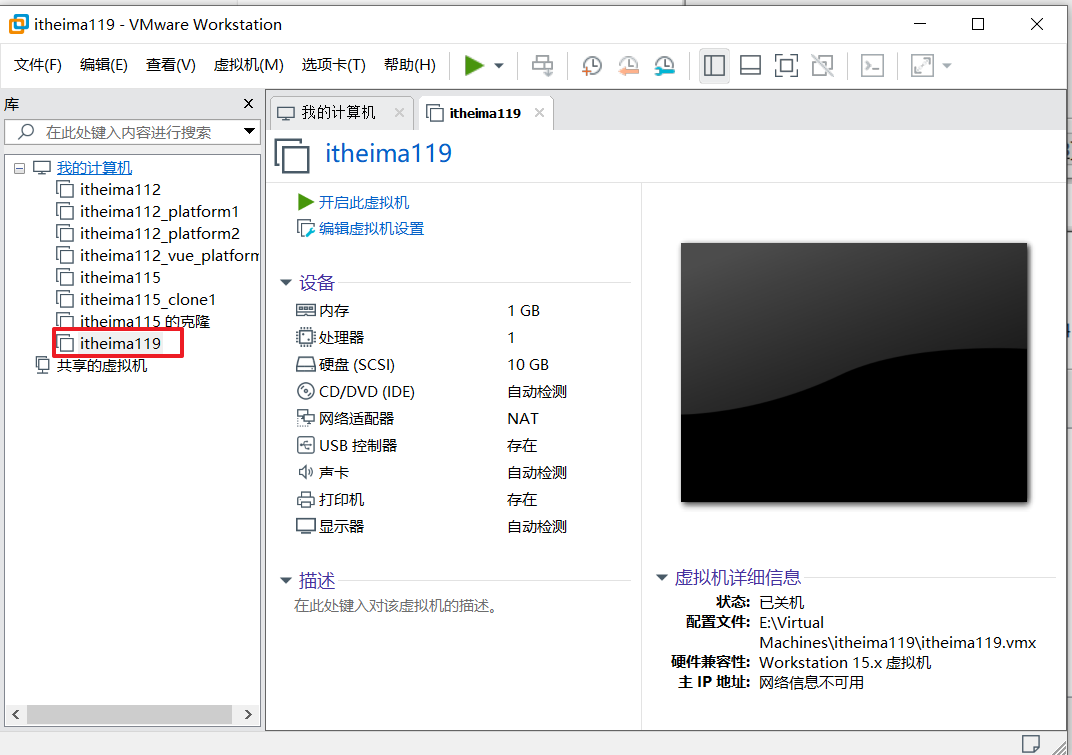 itheima119 - VMware Workstation
文件(F) 编辑(E) 查看(V) 虚拟机(M) 选项卡(T) 帮助(H)
库
在此处键入内容进行搜索
我的计算机
itheima112
itheima112_platform1
itheima112_platform2
itheima112_vue_platform
itheima115
itheima115_clone1
itheima115 的克隆
itheima119
共享的虚拟机
我的计算机 itheima119
itheima119
开启此虚拟机
编辑虚拟机设置
设备
内存 1 GB
处理器 1
硬盘 (SCSI) 10 GB
CD/DVD (IDE) 自动检测
网络适配器 NAT
USB 控制器 存在
声卡 自动检测
打印机 存在
显示器 自动检测
描述
在此处键入对该虚拟机的描述。
虚拟机详细信息
状态: 已关机
配置文件: E:\Virtual
Machines\itheima119\itheima119.vmx
硬件兼容性: Workstation 15.x 虚拟机
主 IP 地址: 网络信息不可用